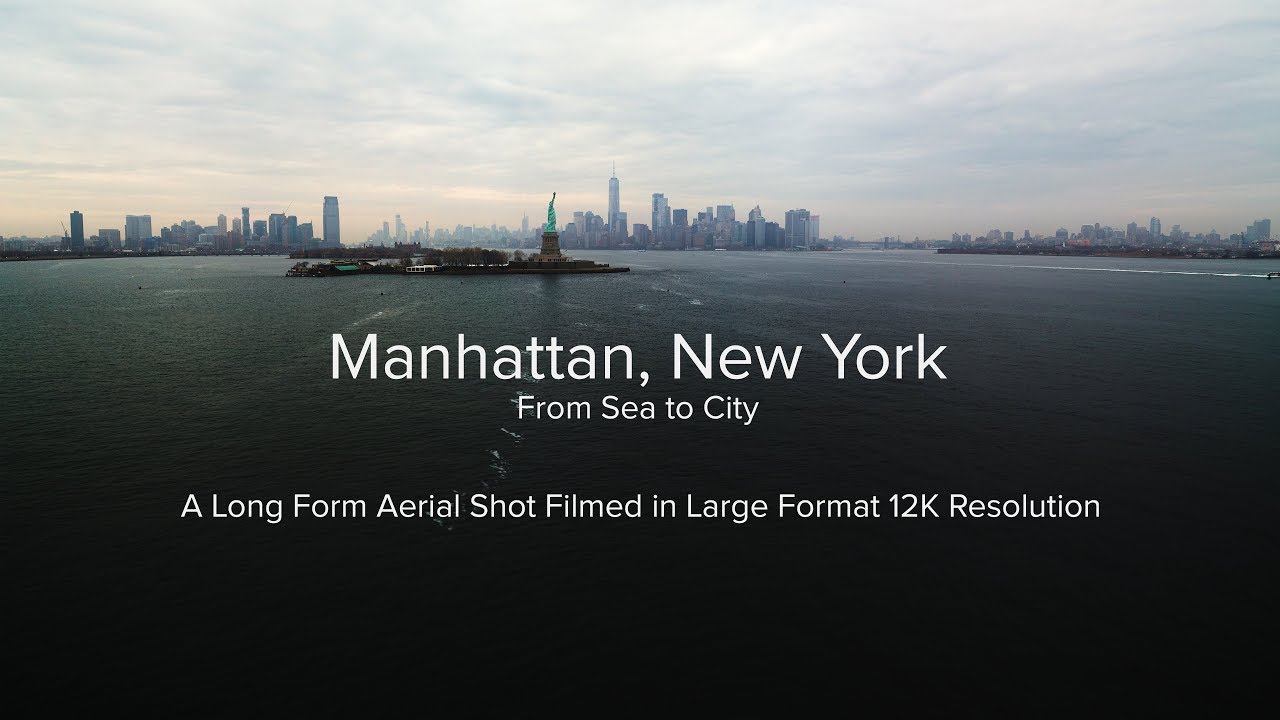 Manhattan, New York
From Sea to City
A Long Form Aerial Shot Filmed in Large Format 12K Resolution